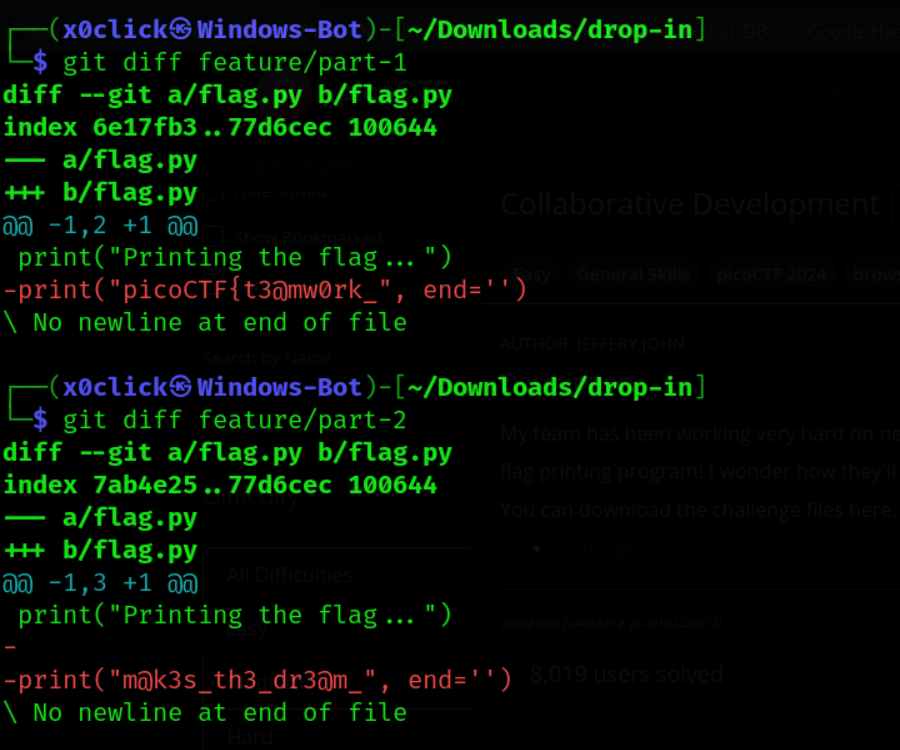 ┌──(x0click㉿Windows-Bot)-[~/Downloads/drop-in]
└─$ git diff feature/part-1
diff --git a/flag.py b/flag.py
index 6e17fb3..77d6cec 100644
--- a/flag.py
+++ b/flag.py
@@ -1,2 +1 @@
 print("Printing the flag...")
-print("picoCTF{t3@mw0rk_", end='')
\ No newline at end of file
┌──(x0click㉿Windows-Bot)-[~/Downloads/drop-in]
└─$ git diff feature/part-2
diff --git a/flag.py b/flag.py
index 7ab4e25..77d6cec 100644
--- a/flag.py
+++ b/flag.py
@@ -1,3 +1 @@
 print("Printing the flag...")
-
-print("m@k3s_th3_dr3@m_", end='')
\ No newline at end of file
Google
Show Bookmarked
Search by Name
All Difficulties
Easy
Hard
Collaborative Development
Easy General Skills picoCTF 2024
AUTHOR: JEFFERY JOHN
My team has been working very hard on
flag printing program! I wonder how they'll
You can download the challenge files here:
8,019 users solved